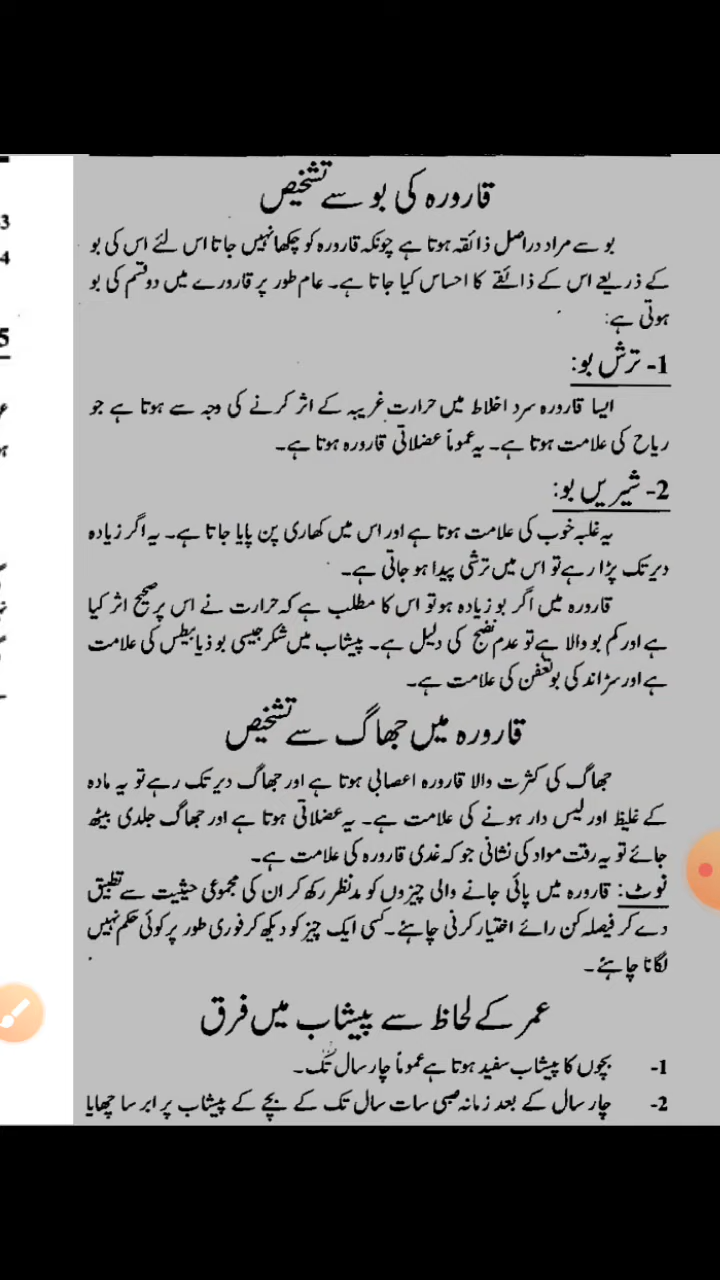 3
4
5
قارورہ کی بو سے تشخیص
بو سے مراد دراصل ذائقہ ہوتا ہے چونکہ قارورہ کو چکھا نہیں جاتا اس لئے اس کی بو
کے ذریعے اس کے ذائقے کا احساس کیا جاتا ہے۔ عام طور پر قارورے میں دو قسم کی بو
ہوتی ہے:
1- ترش بو:
ایسا قارورہ سرد اخلاط میں حرارت غریبہ کے اثر کرنے کی وجہ سے ہوتا ہے جو
ریاح کی علامت ہوتا ہے۔ یہ عموماً عضلاتی قارورہ ہوتا ہے۔
2- شیریں بو:
یہ غلبہ خوب کی علامت ہوتا ہے اور اس میں کھاری پن پایا جاتا ہے۔ یہ اگر زیادہ
دیر تک پڑا رہے تو اس میں ترشی پیدا ہو جاتی ہے۔
قارورہ میں اگر بو زیادہ ہو تو اس کا مطلب ہے کہ حرارت نے اس پر صحیح اثر کیا
ہے اور کم بو والا ہے تو عدم نضج کی دلیل ہے۔ پیشاب میں شکر جیسی بو ذیابیطس کی علامت
ہے اور سڑاند کی بو تعفن کی علامت ہے۔
قارورہ میں جھاگ سے تشخیص
جھاگ کی کثرت والا قارورہ اعصابی ہوتا ہے اور جھاگ دیر تک رہے تو یہ مادہ
کے غلیظ اور لیس دار ہونے کی علامت ہے۔ یہ عضلاتی ہوتا ہے اور جھاگ جلدی بیٹھ
جائے تو یہ رقت مواد کی نشانی جو کہ غدی قارورہ کی علامت ہے۔
نوٹ: قارورہ میں پائی جانے والی چیزوں کو مدنظر رکھ کر ان کی مجموعی حیثیت سے تطبیق
دے کر فیصلہ کن رائے اختیار کرنی چاہئے۔ کسی ایک چیز کو دیکھ کر فوری طور پر کوئی حکم نہیں
لگانا چاہئے۔
عمر کے لحاظ سے پیشاب میں فرق
1- بچوں کا پیشاب سفید ہوتا ہے عموماً چار سال تک۔
2- چار سال کے بعد زمانہ صبی سات سال تک کے بچے کے پیشاب پر ابر سا چھایا